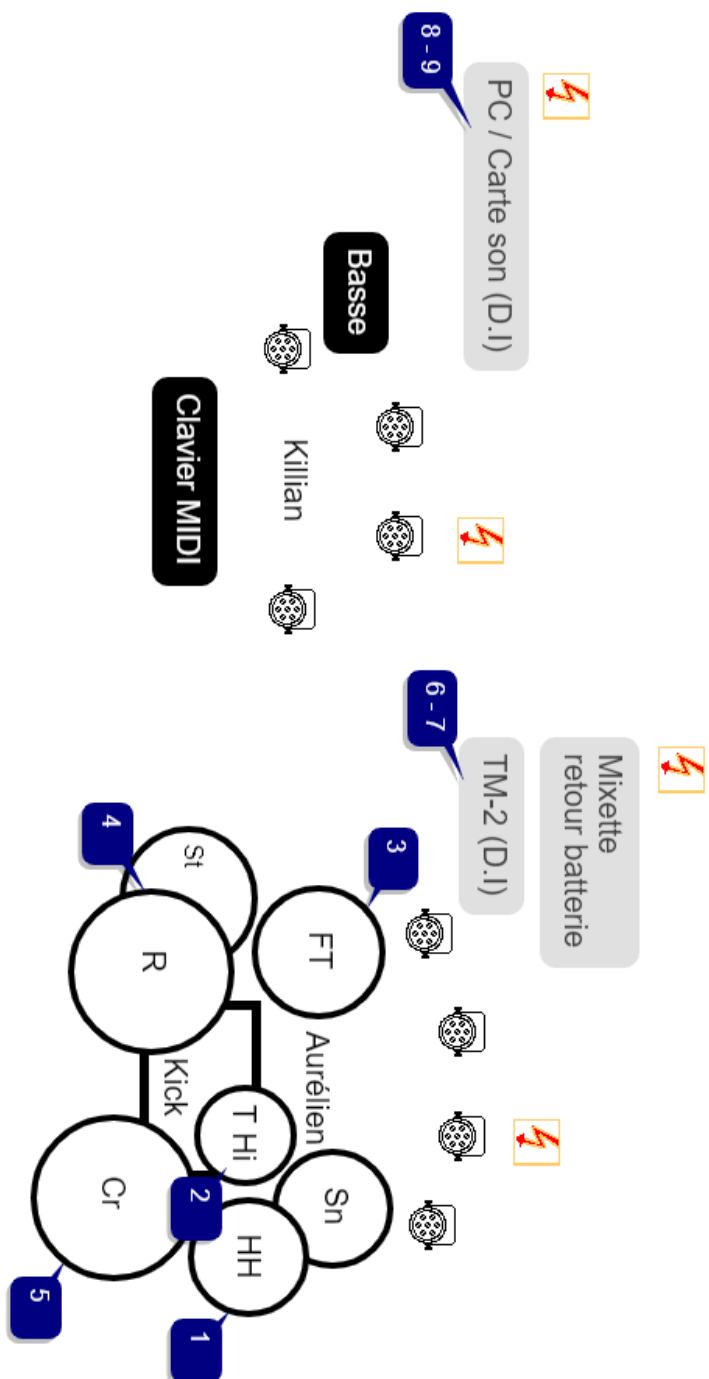 Mixette
retour batterie
PC / Carte son (D.I)
TM-2 (D.I)
8 - 9
6 - 7
3
Basse
FT
Aurélien
Sn
Killian
T Hi
HH
2
1
Clavier MIDI
St
Kick
R
4
Cr
5